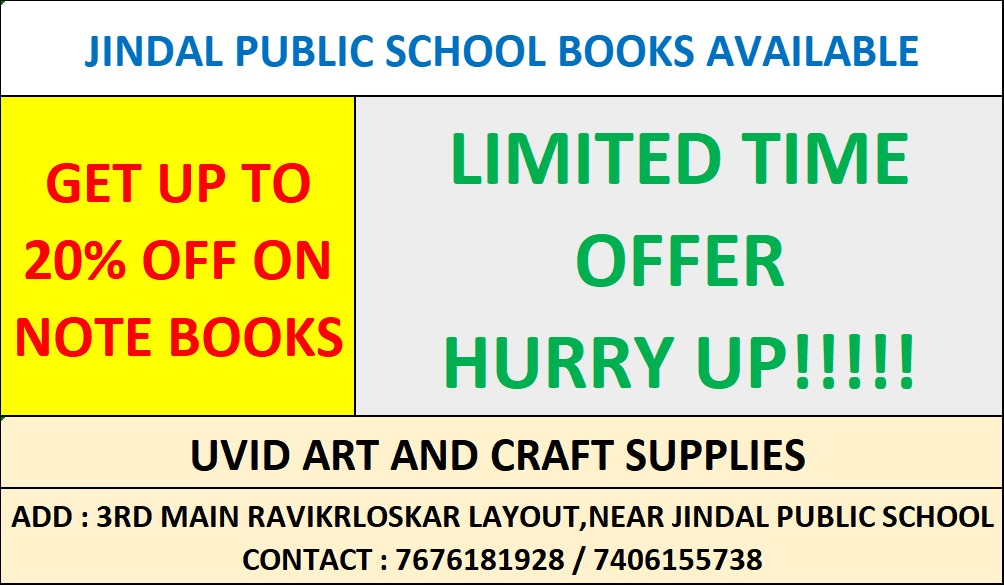 JINDAL PUBLIC SCHOOL BOOKS AVAILABLE
GET UP TO
20% OFF ON
NOTE BOOKS
LIMITED TIME
OFFER
HURRY UP!!!!!
UVID ART AND CRAFT SUPPLIES
ADD : 3RD MAIN RAVIKRLOSKAR LAYOUT,NEAR JINDAL PUBLIC SCHOOL
CONTACT : 7676181928 / 7406155738